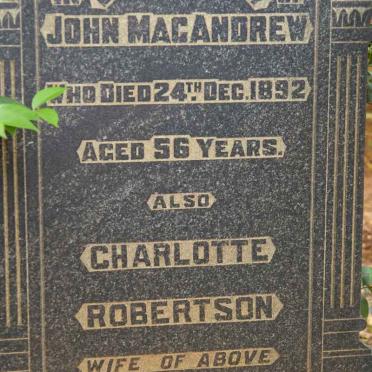 JOHN MACANDREW
WHO DIED 24TH DEC. 1892
AGED 56 YEARS.
ALSO
CHARLOTTE
ROBERTSON
WIFE OF ABOVE